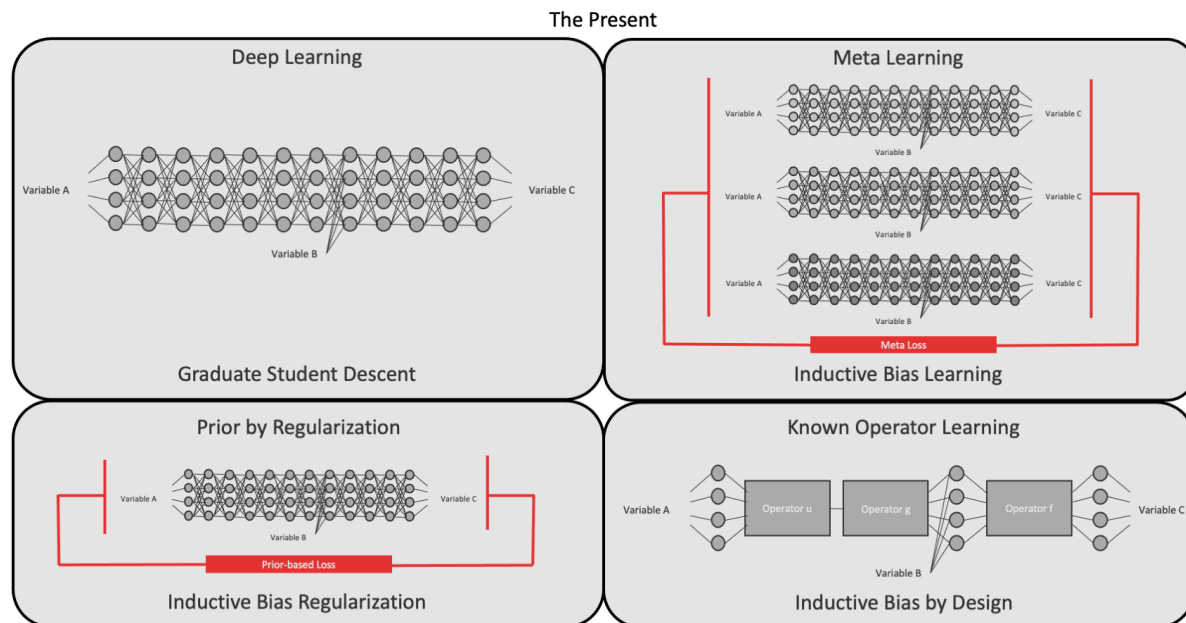 The Present
Deep Learning
Variable A
Variable C
Variable B
Graduate Student Descent
Meta Learning
Variable A
Variable C
Variable B
Variable A
Variable C
Variable B
Variable A
Variable C
Variable B
Meta Loss
Inductive Bias Learning
Prior by Regularization
Variable A
Variable C
Variable B
Prior-based Loss
Inductive Bias Regularization
Known Operator Learning
Variable A
Operator u
Operator g
Operator f
Variable C
Variable B
Inductive Bias by Design